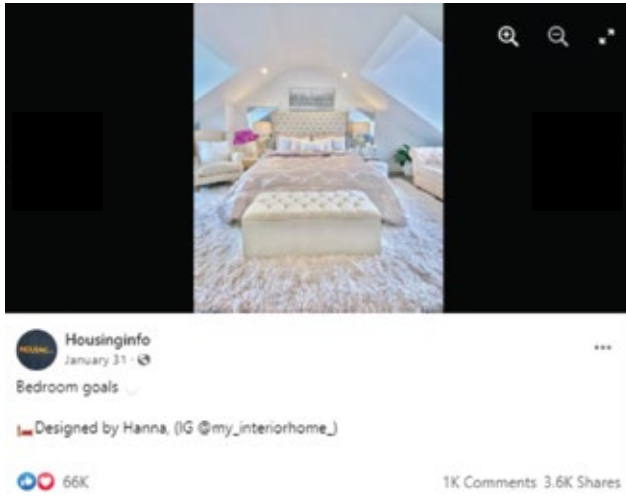 Housinginfo
January 31 ·
Bedroom goals
Designed by Hanna, (IG @my_interiorhome_)
66K
1K Comments 3.6K Shares